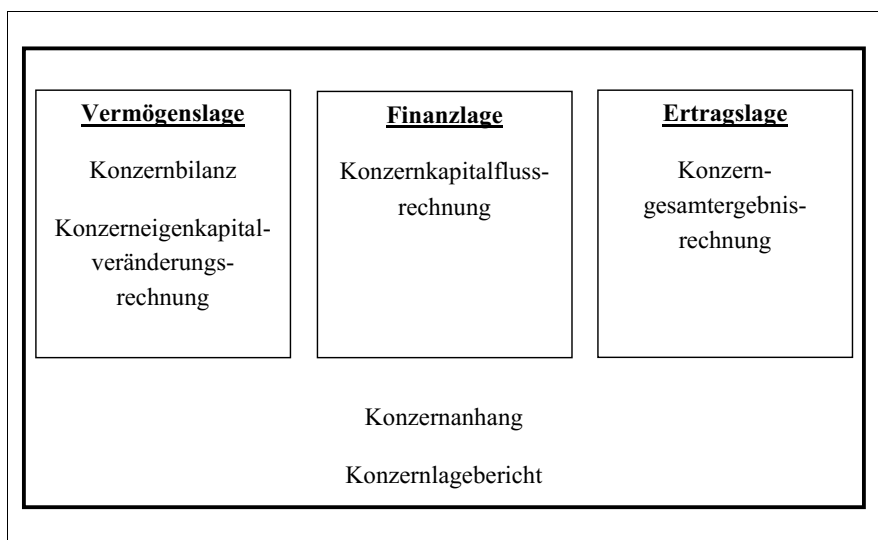 Vermögenslage
Konzernbilanz
Konzerneigenkapital-
veränderungs-
rechnung
Finanzlage
Konzernkapitalfluss-
rechnung
Ertragslage
Konzern-
gesamtergebnis-
rechnung
Konzernanhang
Konzernlagebericht